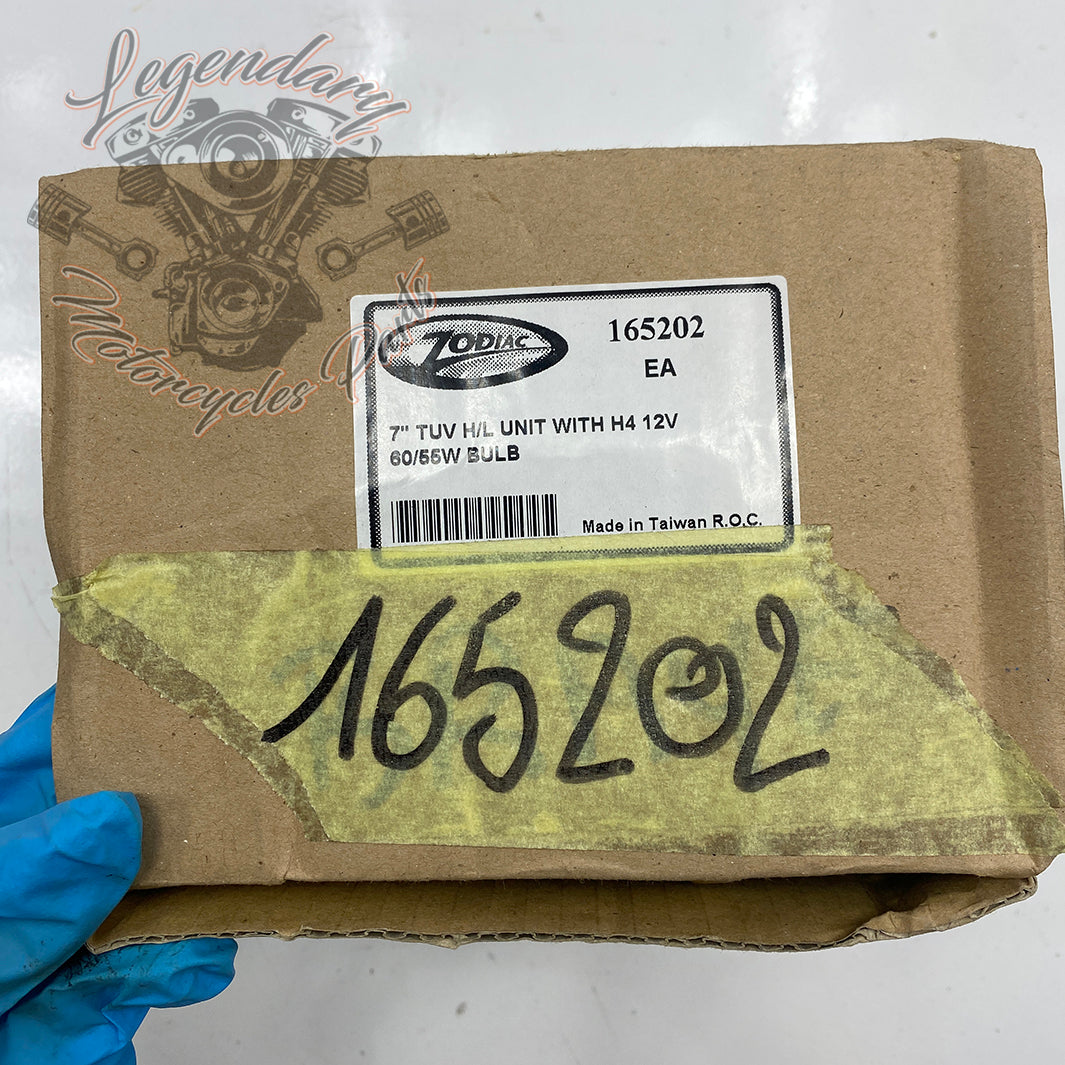 Legendary
Motorcycles Parts
ZODIAC
165202
EA
7" TUV H/L UNIT WITH H4 12V
60/55W BULB
Made in Taiwan R.O.C.
165202